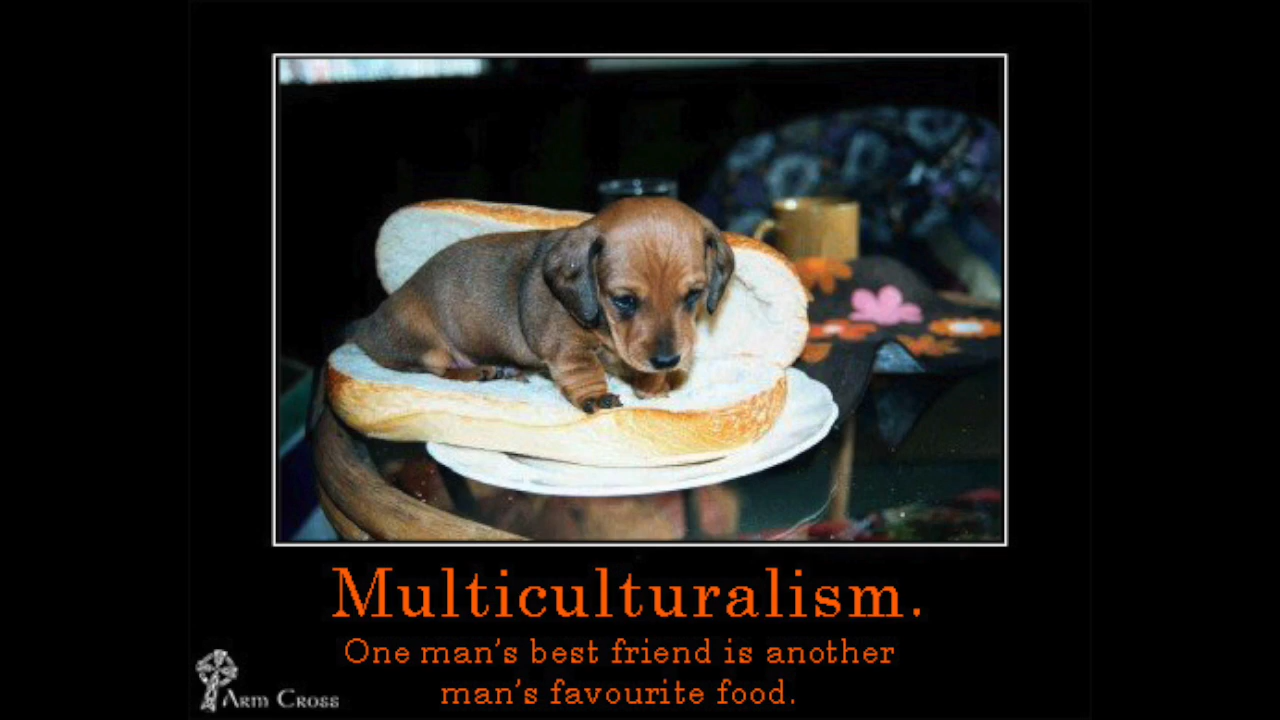 Multiculturalism.
One man's best friend is another
man's favourite food.
Arm Cross